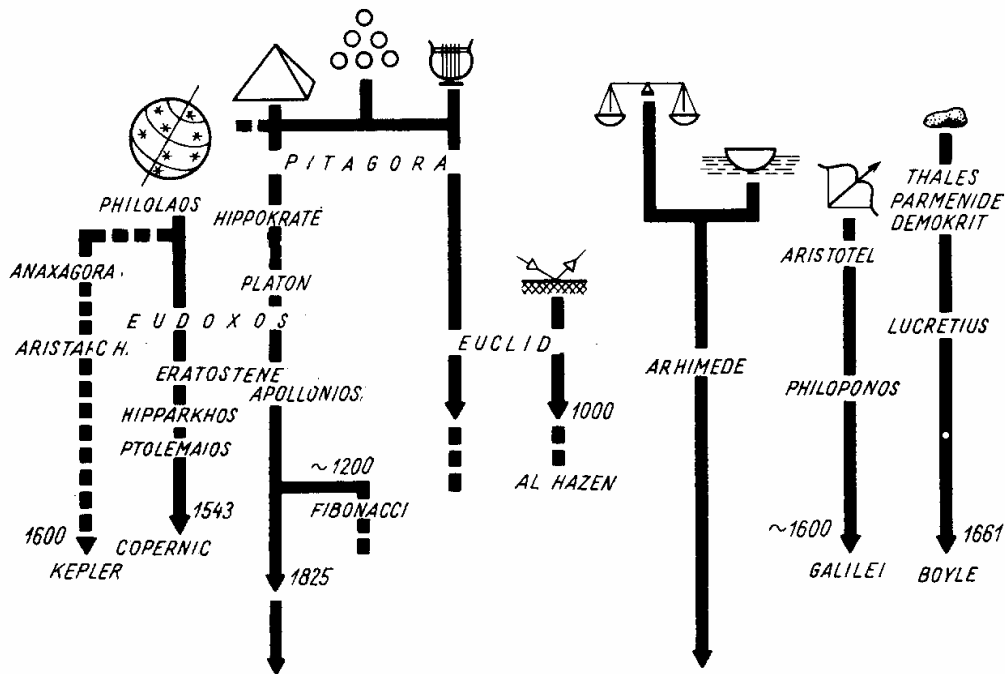 PITAGORA
PHILOLAOS
HIPPOKRATE
THALES
PARMENIDE
DEMOKRIT
ANAXAGORA
PLATON
ARISTOTEL
EUDOXOS
ARISTARCH.
EUCLID
LUCRETIUS
ERATOSTENE
APOLLONIOS
ARHIMEDE
PHILOPONOS
HIPPARKHOS
1000
PTOLEMAIOS
~1200
AL HAZEN
1543
FIBONACCI
1600
COPERNIC
~1600
1661
KEPLER
1825
GALILEI
BOYLE